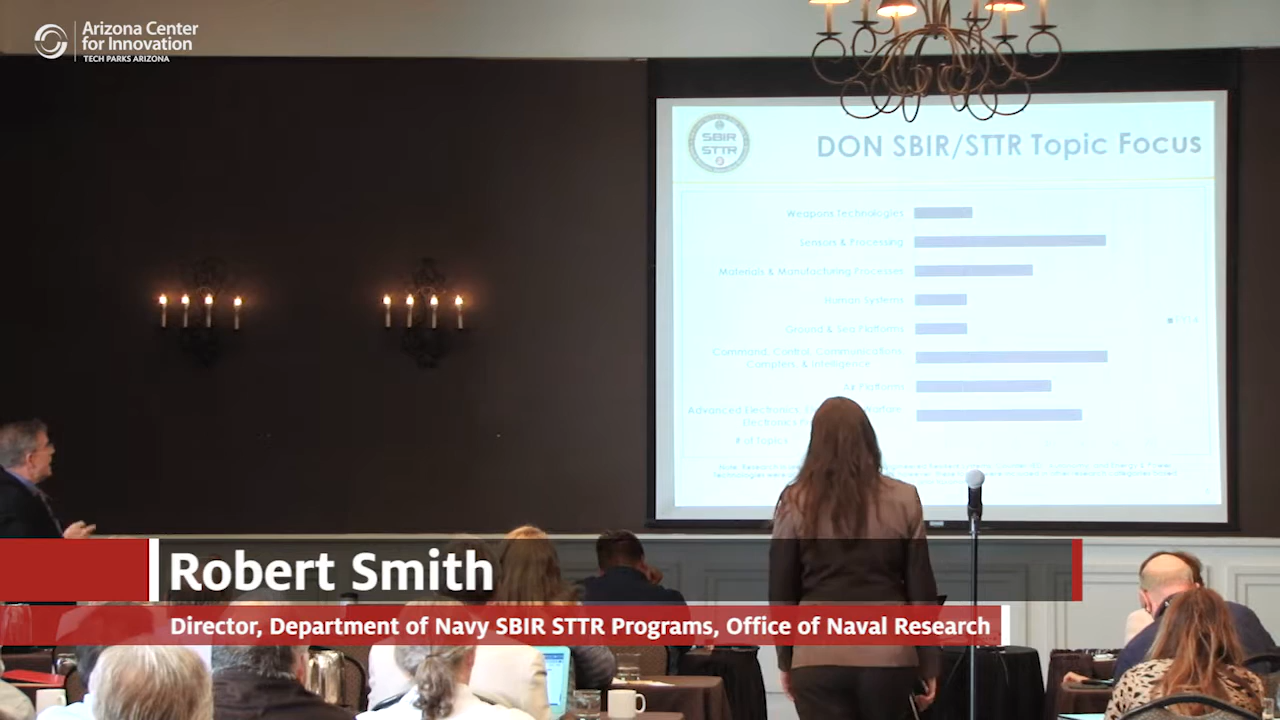 Arizona Center
for Innovation
TECH PARKS ARIZONA
SBIR
STTR
DON SBIR/STTR Topic Focus
Weapons Technologies
Sensors & Processing
Materials & Manufacturing Processes
Human Systems
Ground & Sea Platforms
Command, Control, Communications,
& Intelligence
Air Platforms
Advanced Electronics
# of Topics
Robert Smith
Director, Department of Navy SBIR STTR Programs, Office of Naval Research